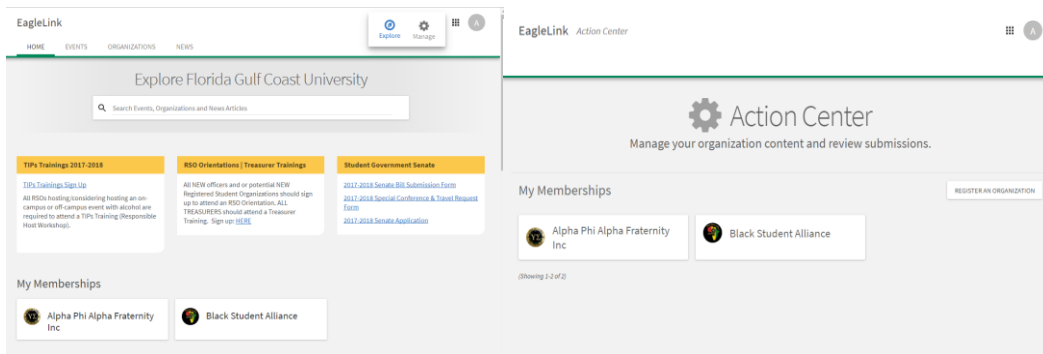 EagleLink
Explore
Manage
A
HOME
EVENTS
ORGANIZATIONS
NEWS
Explore Florida Gulf Coast University
Search Events, Organizations and News Articles
TIPs Trainings 2017-2018
TIPs Trainings Sign Up
All RSOs hosting/considering hosting an on-
campus or off-campus event with alcohol are
required to attend a TIPs Training (Responsible
Host Workshop).
RSO Orientations | Treasurer Trainings
All NEW officers and or potential NEW
Registered Student Organizations should sign
up to attend an RSO Orientation. ALL
TREASURERS should attend a Treasurer
Training. Sign up: HERE
Student Government Senate
2017-2018 Senate Bill Submission Form
2017-2018 Special Conference & Travel Request
Form
2017-2018 Senate Application
My Memberships
Alpha Phi Alpha Fraternity
Inc
Black Student Alliance
EagleLink Action Center
A
Action Center
Manage your organization content and review submissions.
My Memberships
REGISTER AN ORGANIZATION
Alpha Phi Alpha Fraternity
Inc
Black Student Alliance
(Showing 1-2 of 2)